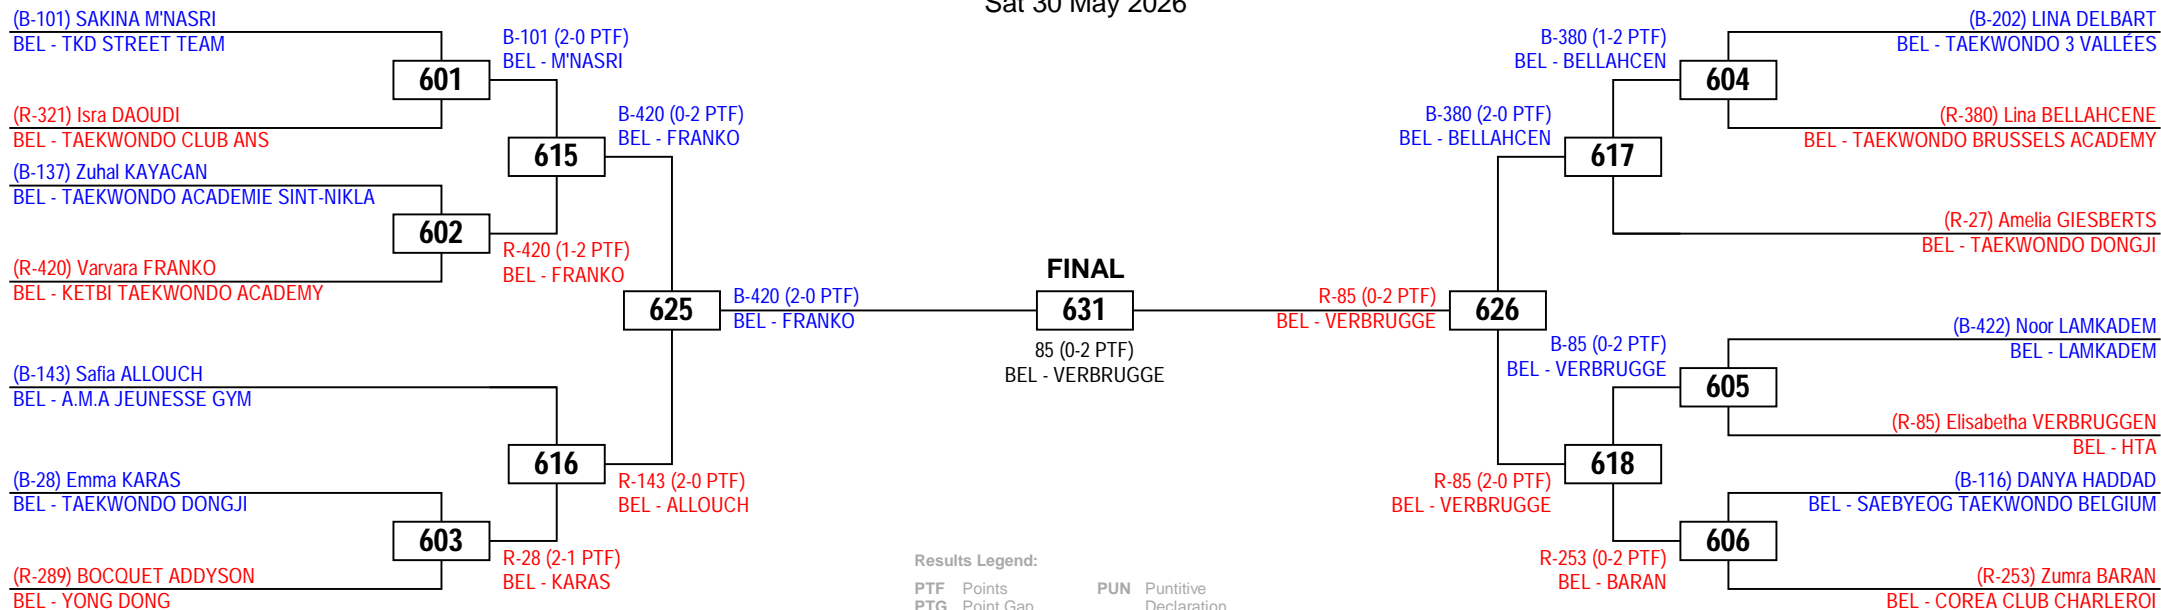 Sat 30 May 2026
(B-101) SAKINA M'NASRI
BEL - TKD STREET TEAM
601
(R-321) Isra DAOUDI
BEL - TAEKWONDO CLUB ANS
B-101 (2-0 PTF)
BEL - M'NASRI
(B-137) Zuhal KAYACAN
BEL - TAEKWONDO ACADEMIE SINT-NIKLA
602
(R-420) Varvara FRANKO
BEL - KETBI TAEKWONDO ACADEMY
R-420 (1-2 PTF)
BEL - FRANKO
615
B-420 (0-2 PTF)
BEL - FRANKO
(B-143) Safia ALLOUCH
BEL - A.M.A JEUNESSE GYM
(B-28) Emma KARAS
BEL - TAEKWONDO DONGJI
603
(R-289) BOCQUET ADDYSON
BEL - YONG DONG
R-28 (2-1 PTF)
BEL - KARAS
616
R-143 (2-0 PTF)
BEL - ALLOUCH
625
B-420 (2-0 PTF)
BEL - FRANKO
FINAL
631
85 (0-2 PTF)
BEL - VERBRUGGE
R-85 (0-2 PTF)
BEL - VERBRUGGE
626
B-380 (2-0 PTF)
BEL - BELLAHCEN
617
B-380 (1-2 PTF)
BEL - BELLAHCEN
604
(B-202) LINA DELBART
BEL - TAEKWONDO 3 VALLÉES
(R-380) Lina BELLAHCENE
BEL - TAEKWONDO BRUSSELS ACADEMY
(R-27) Amelia GIESBERTS
BEL - TAEKWONDO DONGJI
R-85 (2-0 PTF)
BEL - VERBRUGGE
618
B-85 (0-2 PTF)
BEL - VERBRUGGE
605
(B-422) Noor LAMKADEM
BEL - LAMKADEM
(R-85) Elisabetha VERBRUGGEN
BEL - HTA
R-253 (0-2 PTF)
BEL - BARAN
606
(B-116) DANYA HADDAD
BEL - SAEBYEOG TAEKWONDO BELGIUM
(R-253) Zumra BARAN
BEL - COREA CLUB CHARLEROI
Results Legend:
PTF Points
PTG Point Gap
PUN Puntitive
Declaration